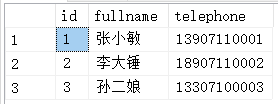 id fullname telephone
1 1 张小敏 13907110001
2 2 李大锤 18907110002
3 3 孙二娘 13307100003